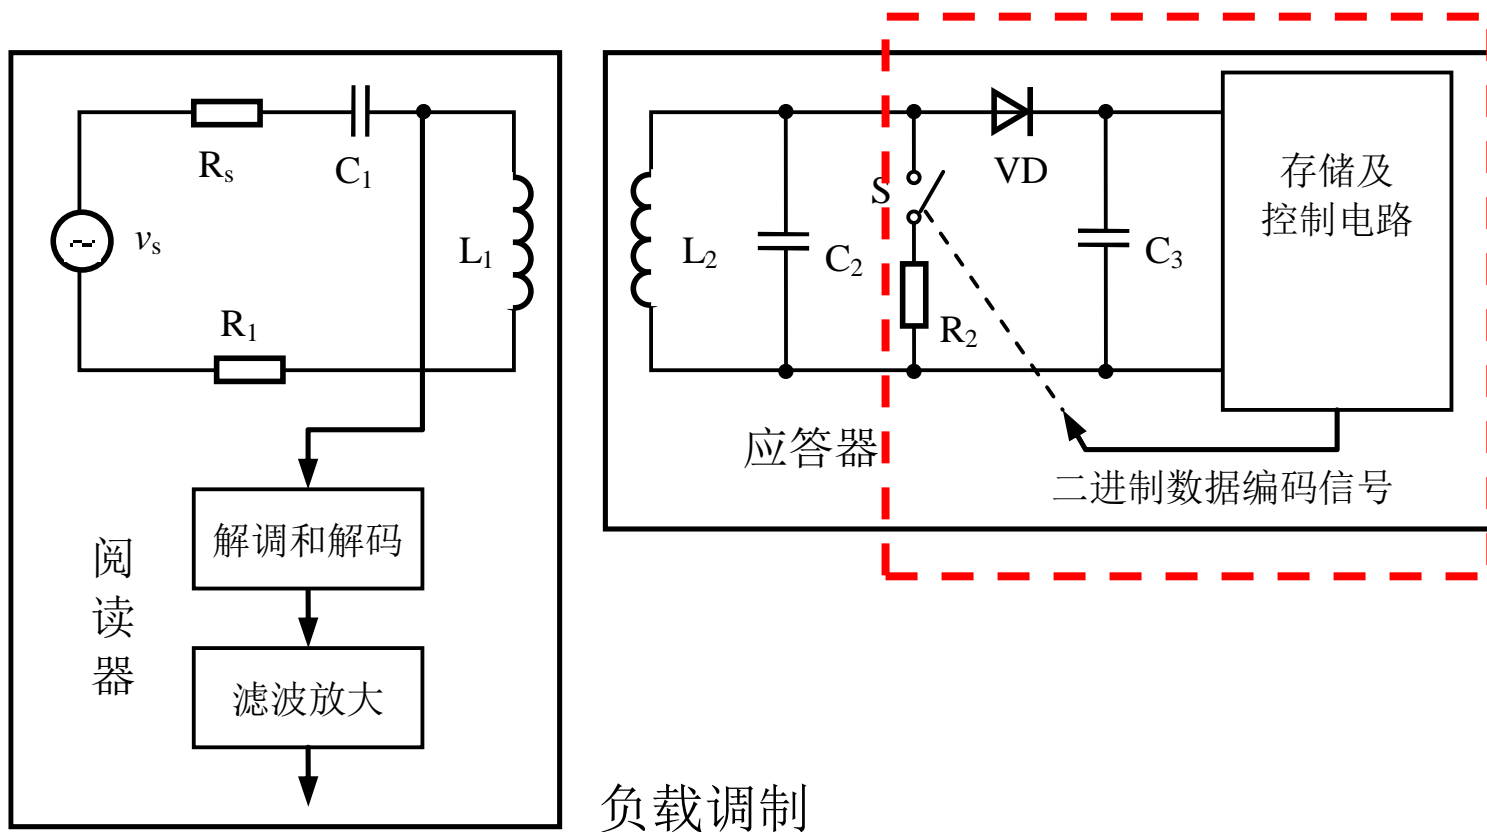 Rs
C1
vs
L1
R1
解调和解码
阅
读
器
滤波放大
L2
C2
S
R2
VD
C3
存储及
控制电路
应答器
二进制数据编码信号
负载调制